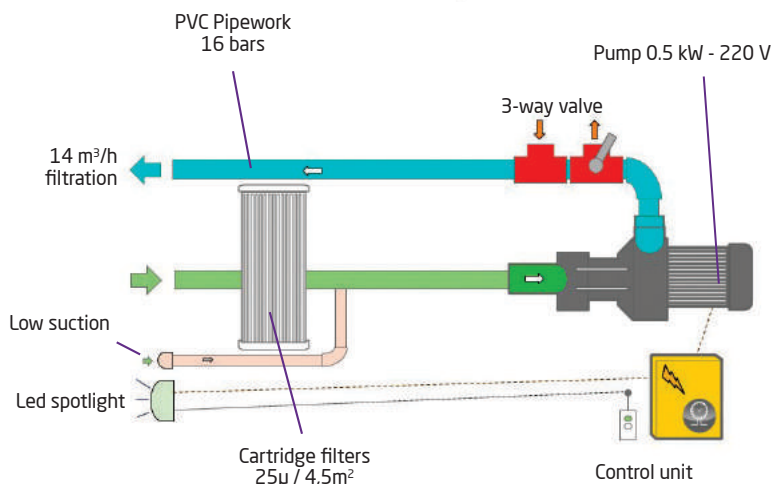 PVC Pipework
16 bars
Pump 0.5 kW - 220 V
3-way valve
14 m³/h
filtration
Low suction
Led spotlight
Cartridge filters
25µ / 4,5m²
Control unit